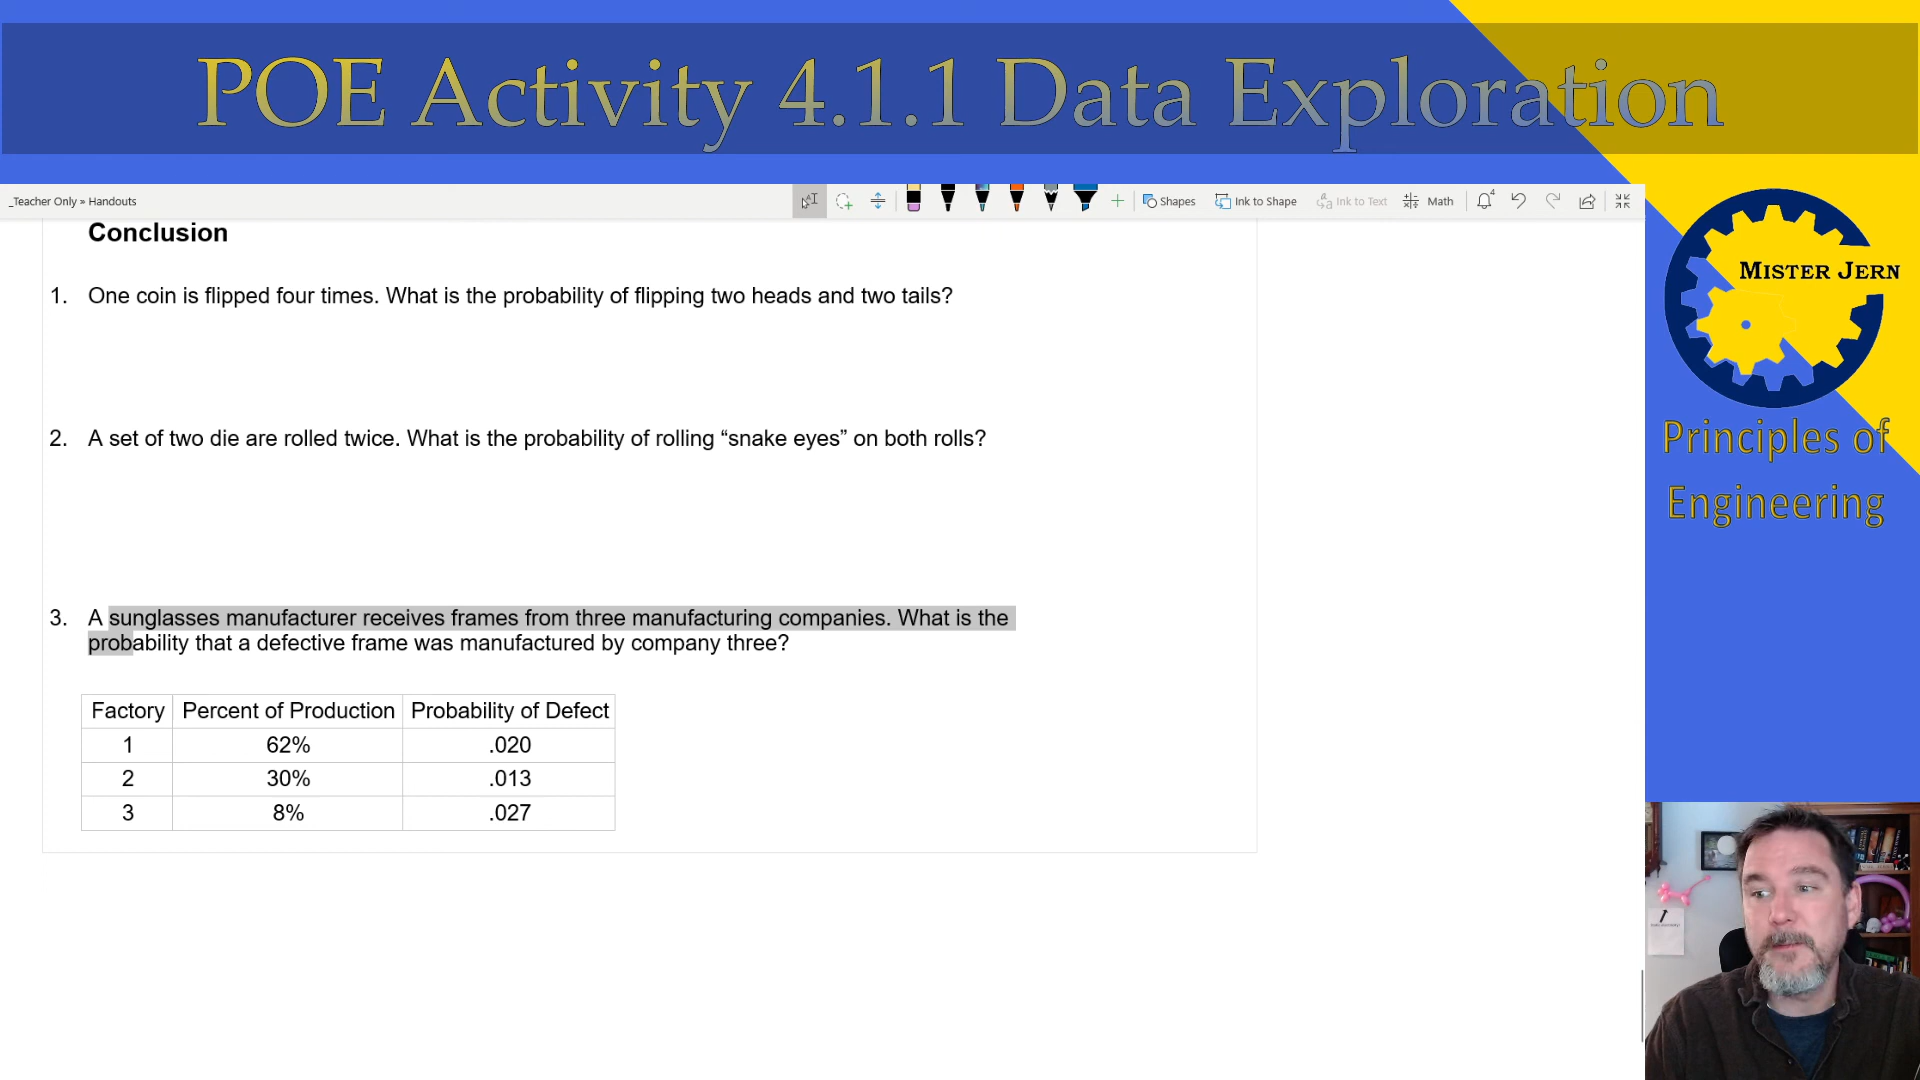 POE Activity 4.1.1 Data Exploration
_Teacher Only » Handouts
Shapes
Ink to Shape
Ink to Text
Math
4
Conclusion
1. One coin is flipped four times. What is the probability of flipping two heads and two tails?
2. A set of two die are rolled twice. What is the probability of rolling “snake eyes” on both rolls?
3. A sunglasses manufacturer receives frames from three manufacturing companies. What is the
probability that a defective frame was manufactured by company three?
Factory Percent of Production Probability of Defect
1 62% .020
2 30% .013
3 8% .027
MISTER JERN
Principles of
Engineering